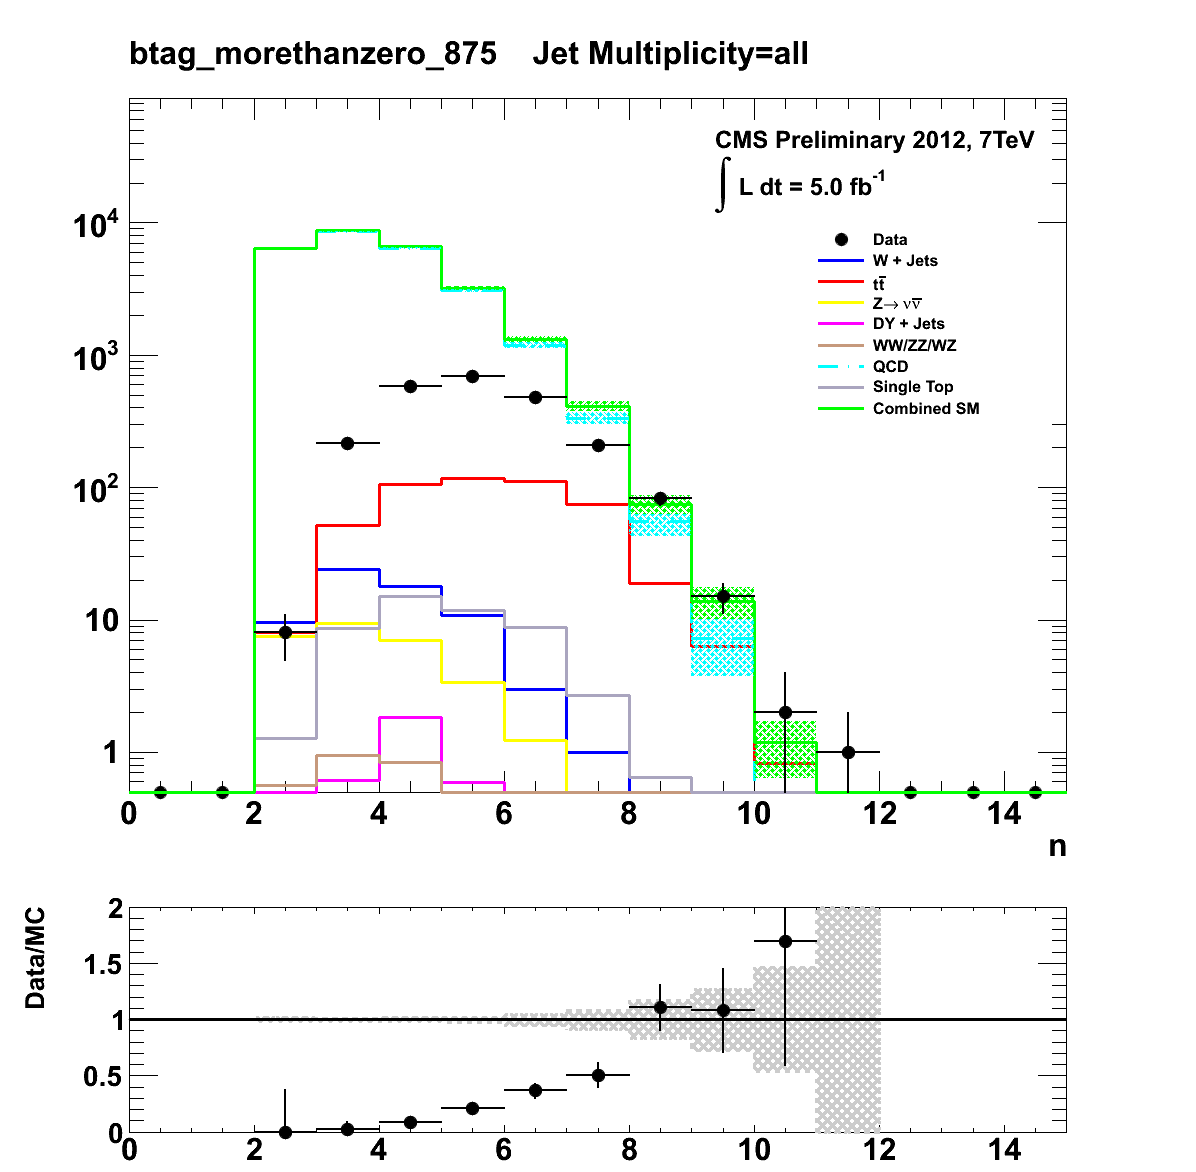 btag_morethanzero_875 Jet Multiplicity=all
CMS Preliminary 2012, 7TeV
∫ L dt = 5.0 fb⁻¹
Data
W + Jets
tt̅
Z→ νν̅
DY + Jets
WW/ZZ/WZ
QCD
Single Top
Combined SM
10⁴
10³
10²
10
1
0 2 4 6 8 10 12 14
n
Data/MC
2
1.5
1
0.5
0
0 2 4 6 8 10 12 14